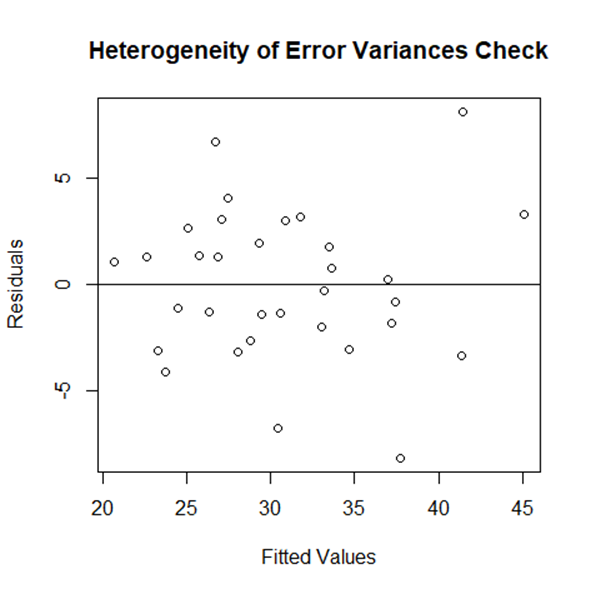 Heterogeneity of Error Variances Check
Residuals
5
0
-5
20 25 30 35 40 45
Fitted Values